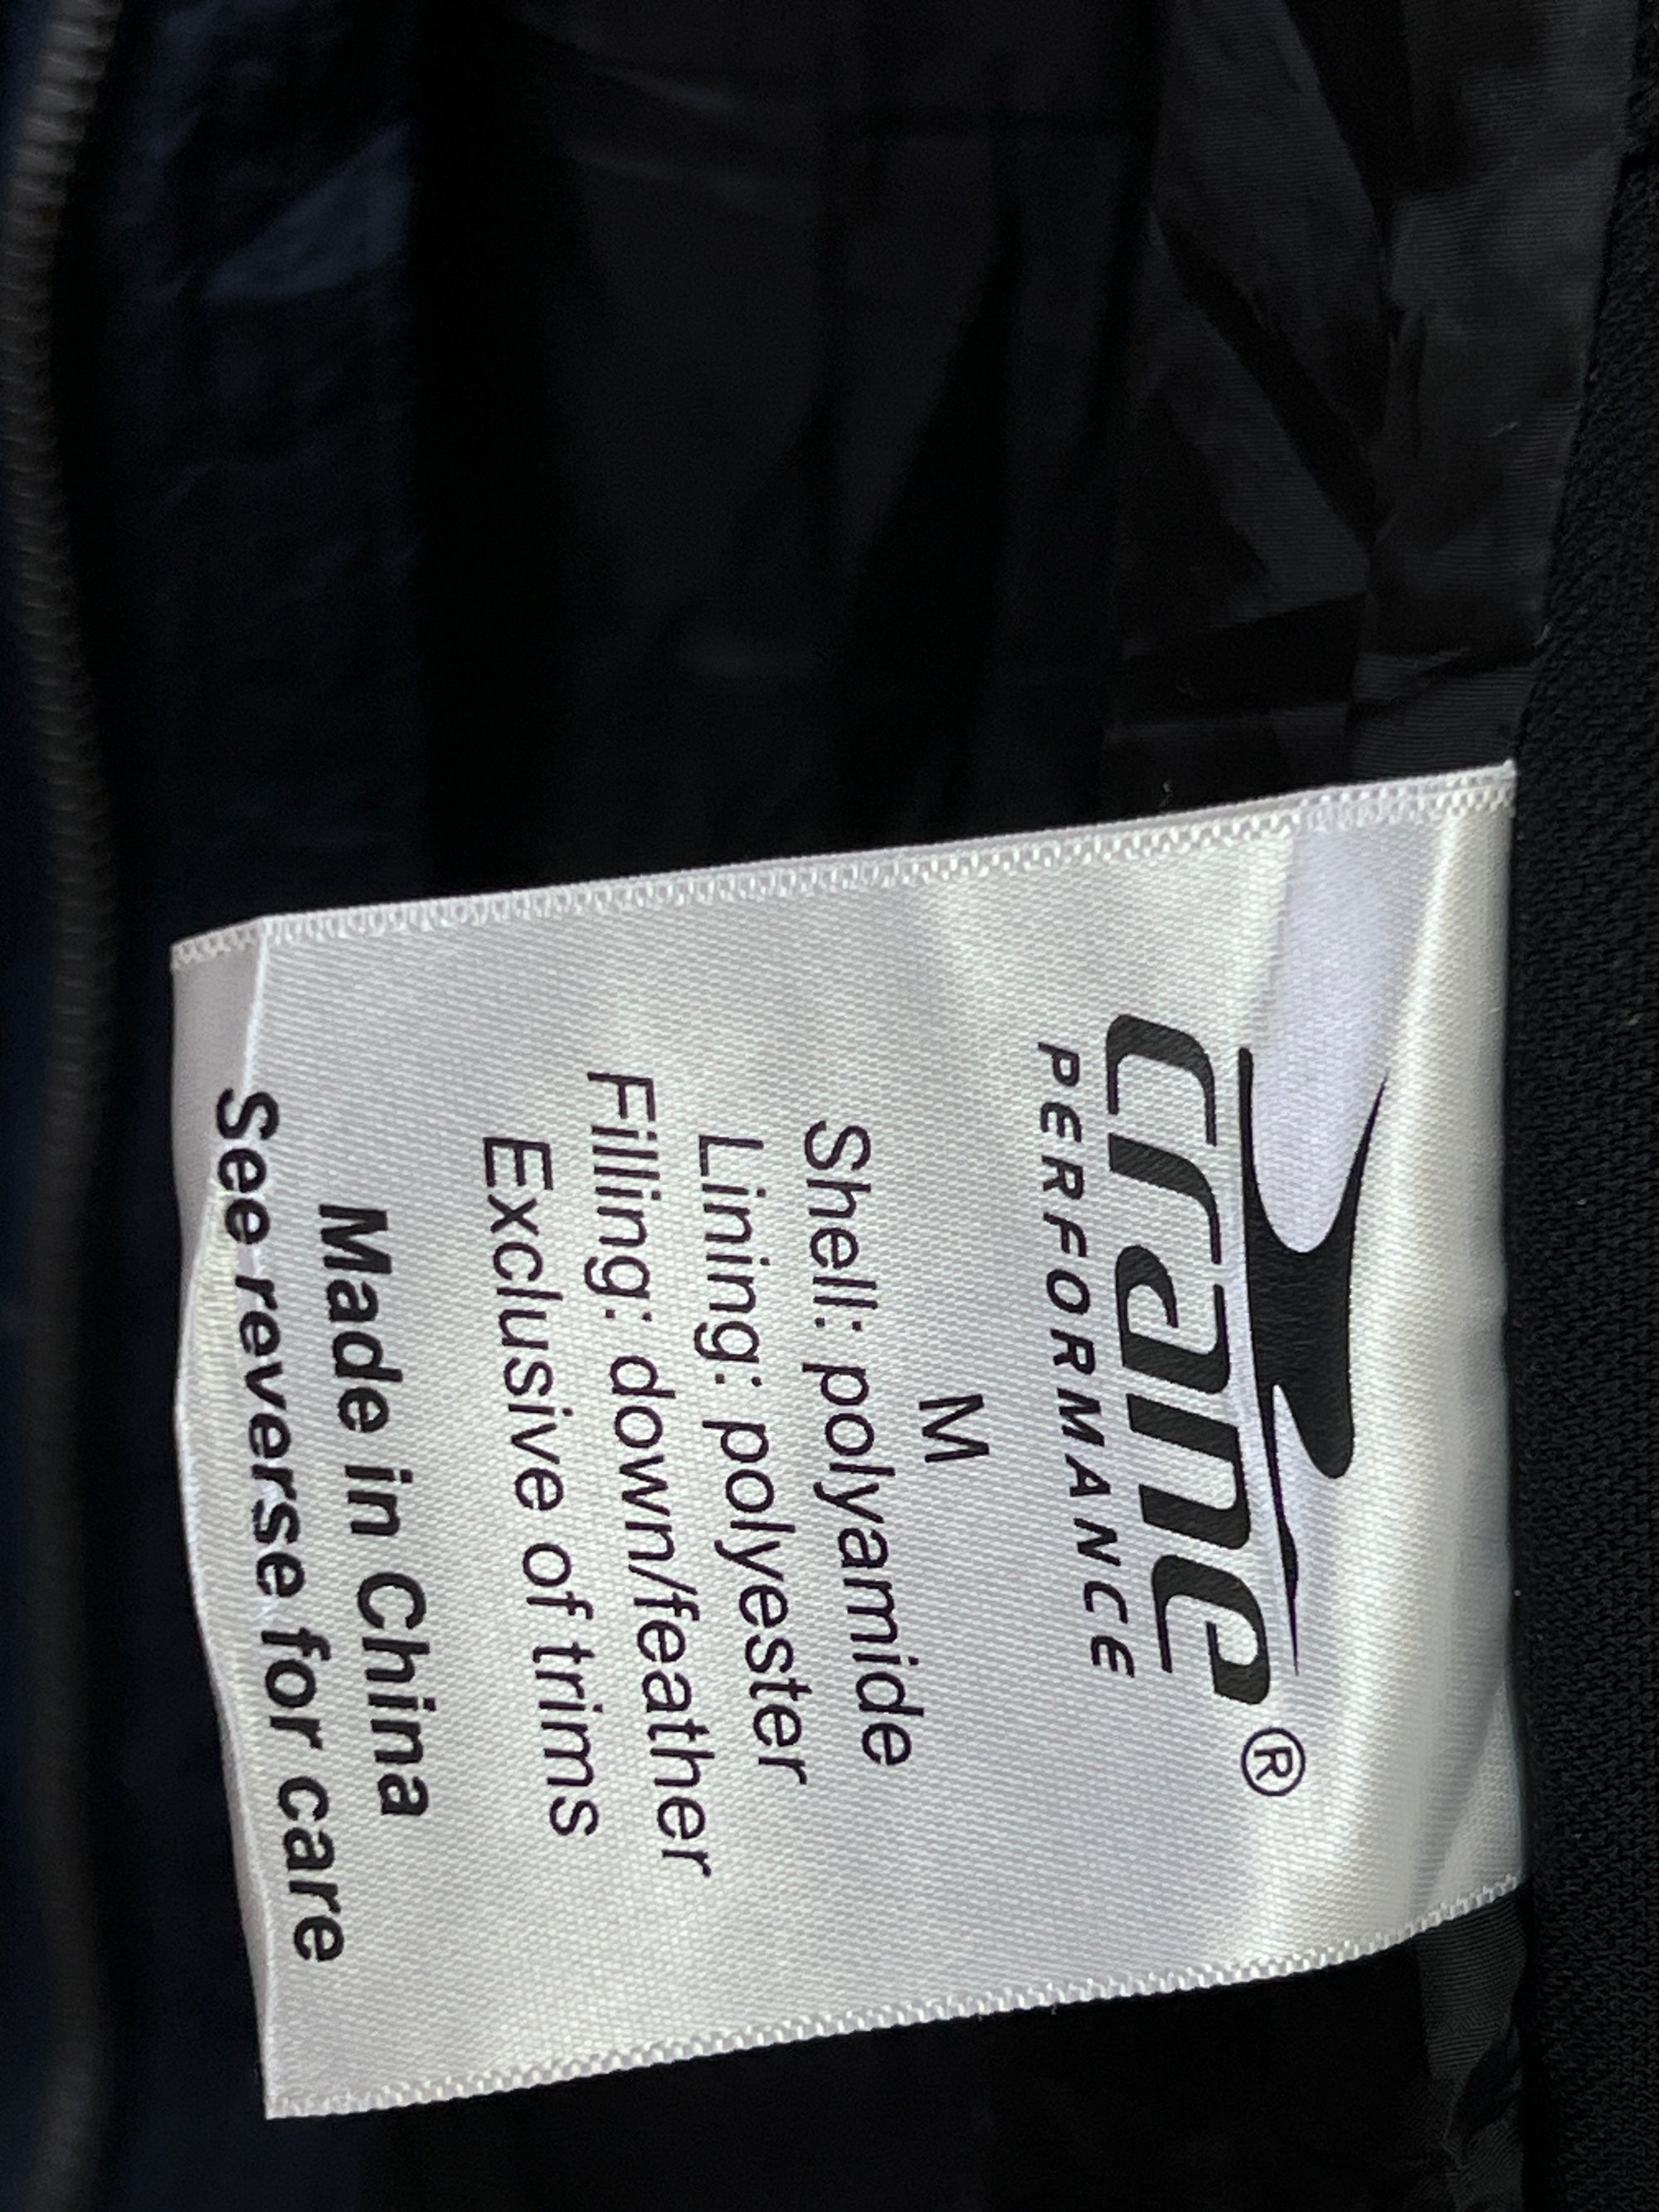 crane®
PERFORMANCE
M
Shell: polyamide
Lining: polyester
Filling: down/feather
Exclusive of trims
Made in China
See reverse for care